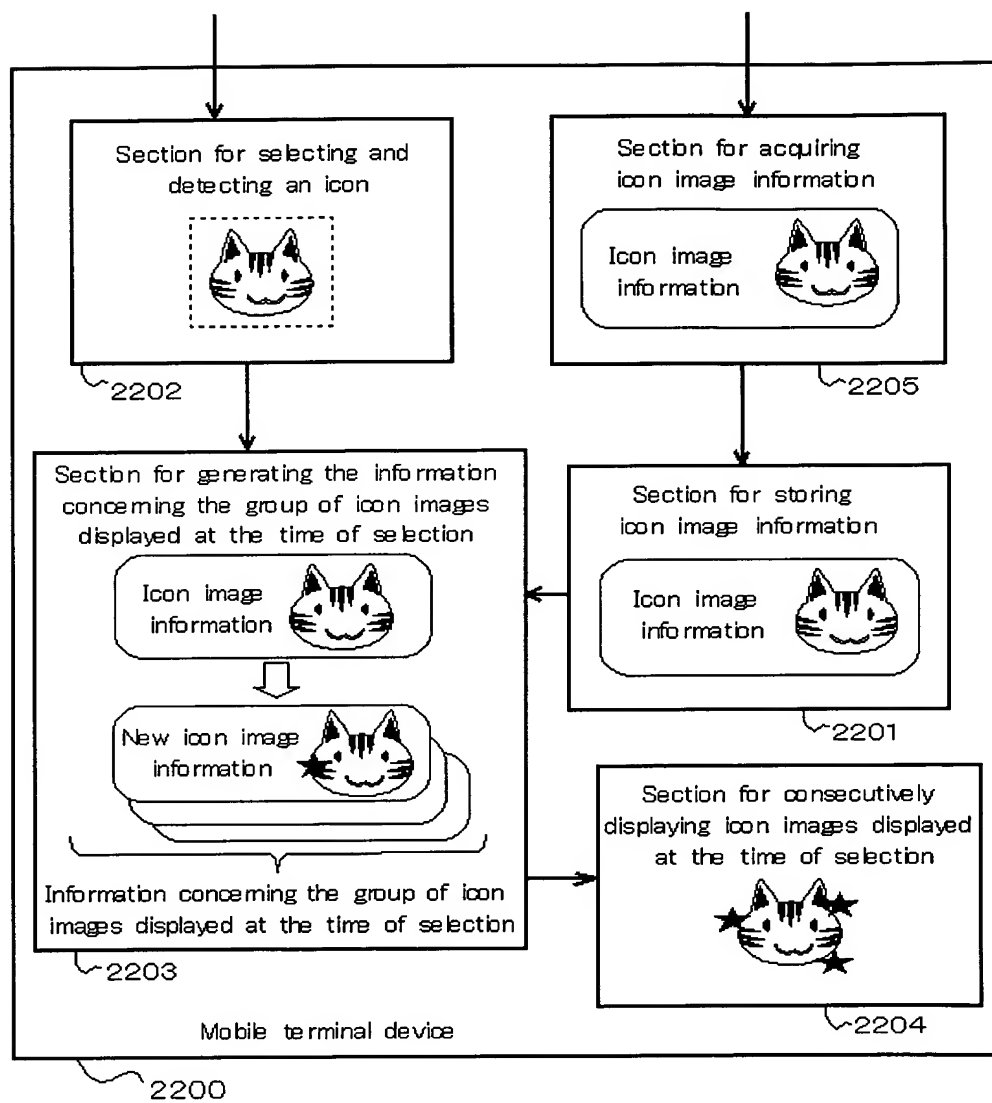 Section for selecting and
detecting an icon
2202
Section for acquiring
icon image information
Icon image
information
2205
Section for generating the information
concerning the group of icon images
displayed at the time of selection
Icon image
information
New icon image
information
Information concerning the group of icon
images displayed at the time of selection
2203
Section for storing
icon image information
Icon image
information
2201
Section for consecutively
displaying icon images displayed
at the time of selection
2204
Mobile terminal device
2200